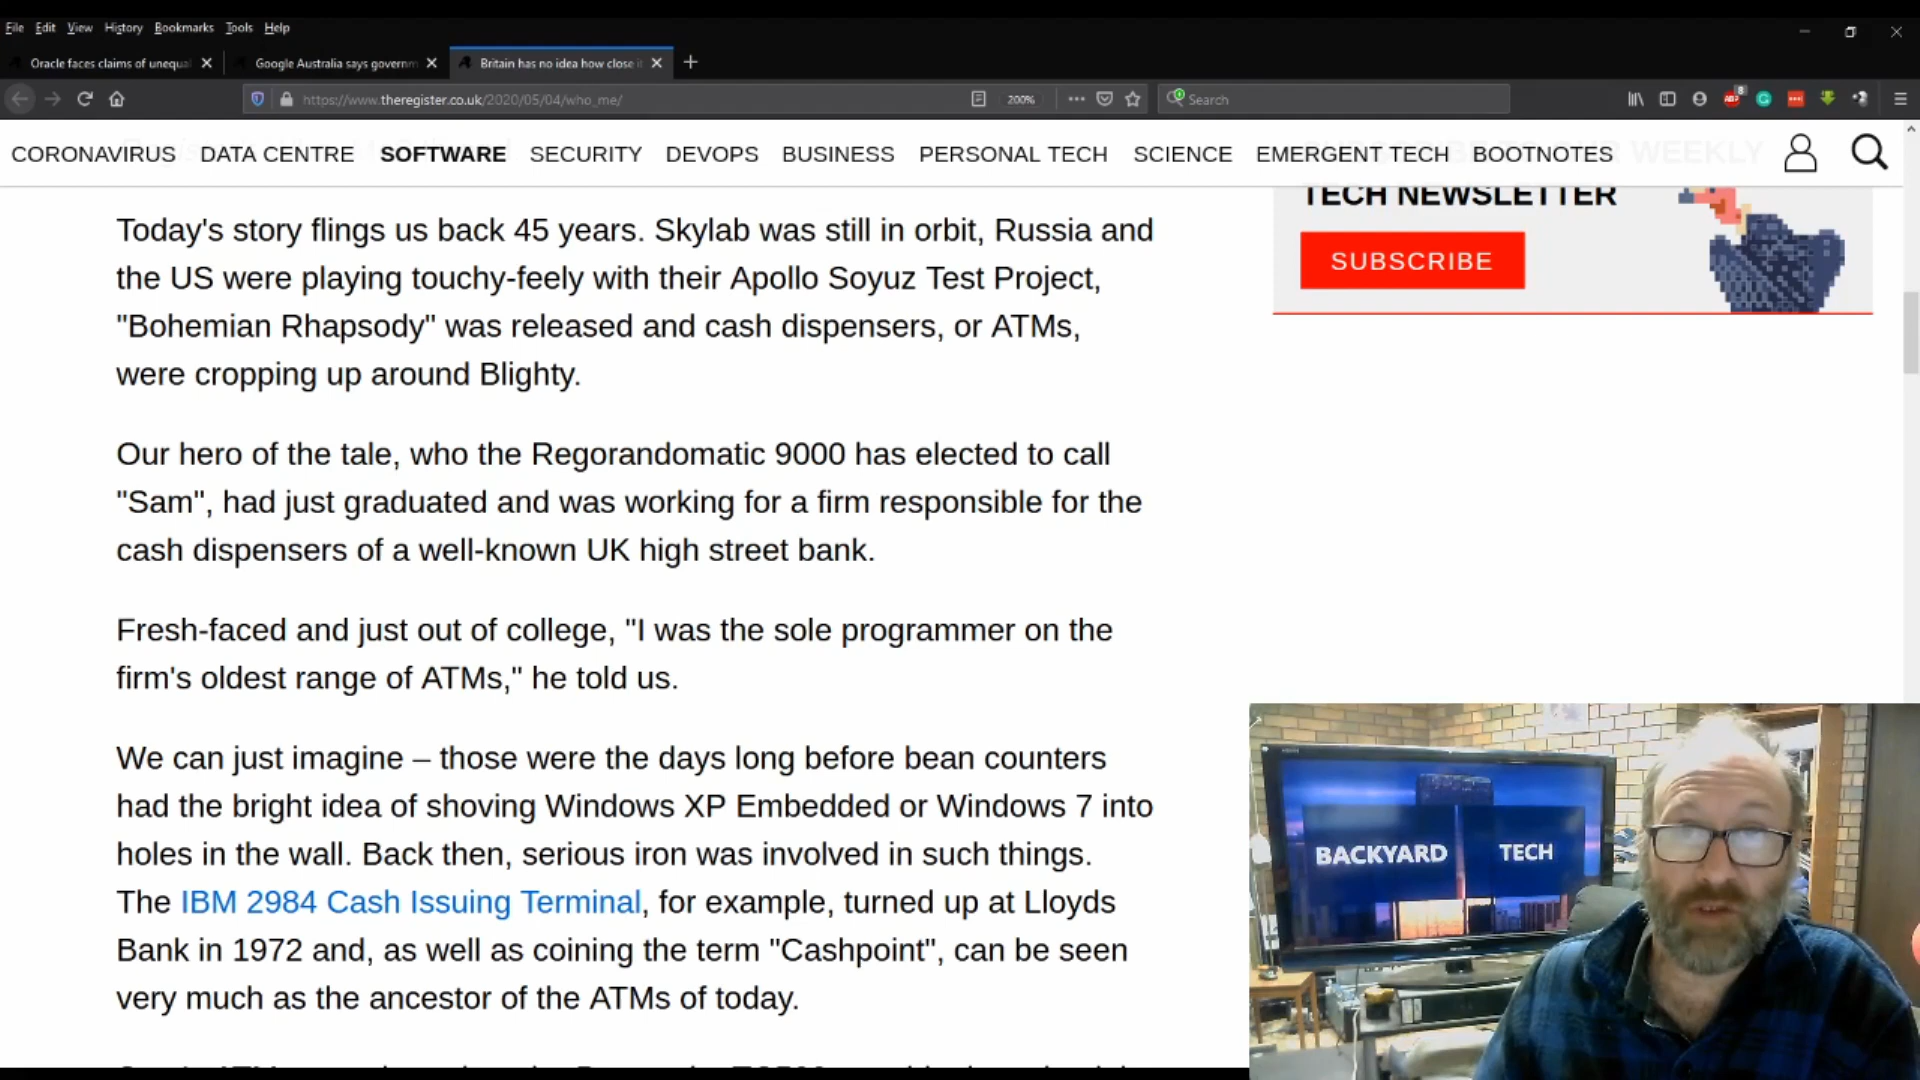 File Edit View History Bookmarks Tools Help
Oracle faces claims of unequa
Google Australia says governm
Britain has no idea how close i
https://www.theregister.co.uk/2020/05/04/who_me/
200%
Search
8
CORONAVIRUS DATA CENTRE SOFTWARE SECURITY DEVOPS BUSINESS PERSONAL TECH SCIENCE EMERGENT TECH BOOTNOTES
WEEKLY
TECH NEWSLETTER
SUBSCRIBE
Today's story flings us back 45 years. Skylab was still in orbit, Russia and
the US were playing touchy-feely with their Apollo Soyuz Test Project,
"Bohemian Rhapsody" was released and cash dispensers, or ATMs,
were cropping up around Blighty.
Our hero of the tale, who the Regorandomatic 9000 has elected to call
"Sam", had just graduated and was working for a firm responsible for the
cash dispensers of a well-known UK high street bank.
Fresh-faced and just out of college, "I was the sole programmer on the
firm's oldest range of ATMs," he told us.
We can just imagine – those were the days long before bean counters
had the bright idea of shoving Windows XP Embedded or Windows 7 into
holes in the wall. Back then, serious iron was involved in such things.
The IBM 2984 Cash Issuing Terminal, for example, turned up at Lloyds
Bank in 1972 and, as well as coining the term "Cashpoint", can be seen
very much as the ancestor of the ATMs of today.
BACKYARD TECH